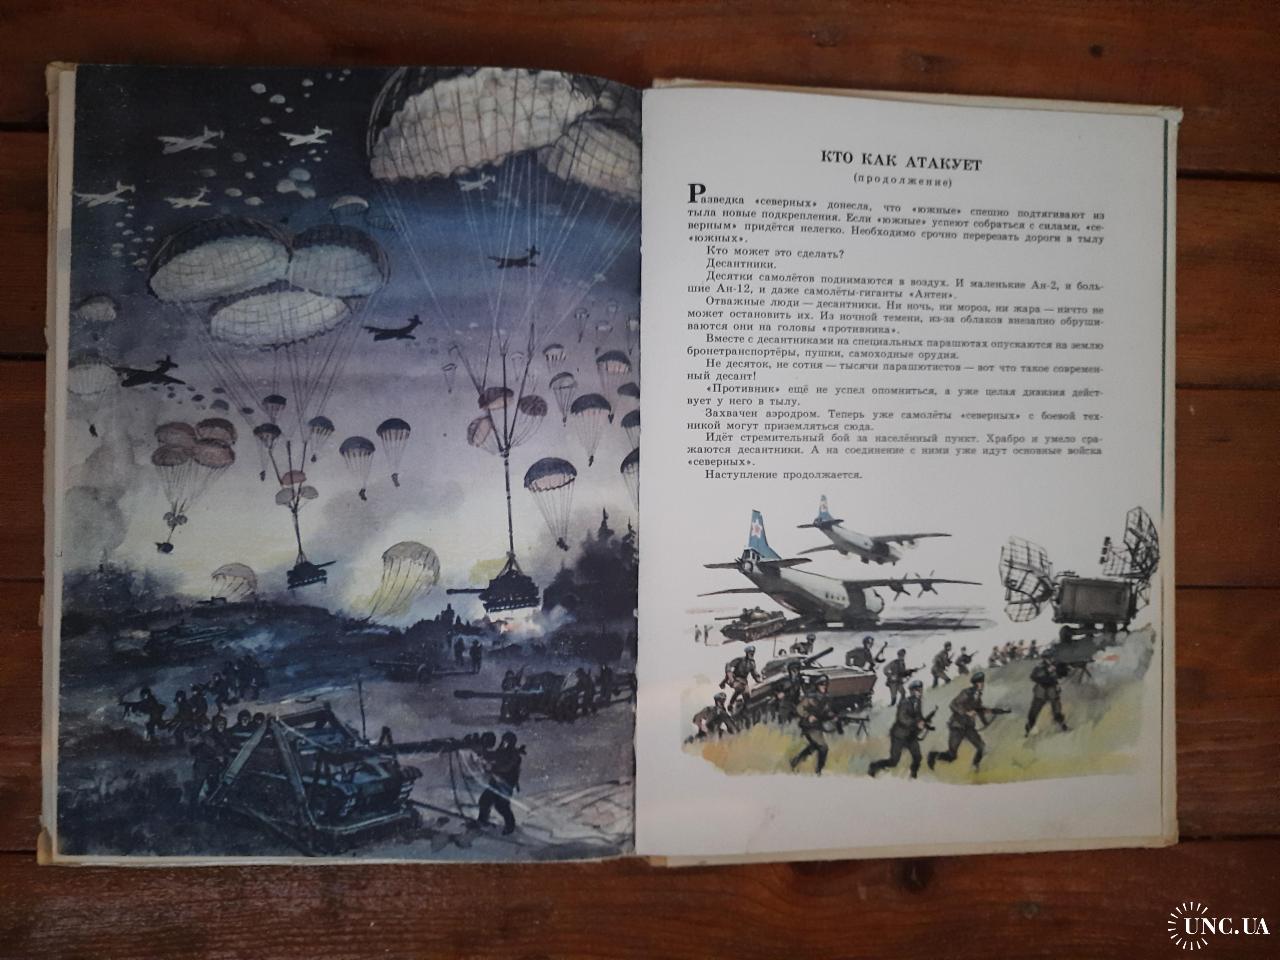 КТО КАК АТАКУЕТ
(продолжение)
Разведка «северных» донесла, что «южные» спешно подтягивают из
тыла новые подкрепления. Если «южные» успеют собраться с силами, «се-
верным» придётся нелегко. Необходимо срочно перерезать дороги в тылу
«южных».
Кто может это сделать?
Десантники.
Десятки самолётов поднимаются в воздух. И маленькие Ан-2, и боль-
шие Ан-12, и даже самолёты-гиганты «Антеи».
Отважные люди — десантники. Ни ночь, ни мороз, ни жара — ничто не
может остановить их. Из ночной темени, из-за облаков внезапно обруши-
ваются они на головы «противника».
Вместе с десантниками на специальных парашютах опускаются на землю
бронетранспортёры, пушки, самоходные орудия.
Не десяток, не сотня — тысячи парашютистов — вот что такое современ-
ный десант!
«Противник» ещё не успел опомниться, а уже целая дивизия дейст-
вует у него в тылу.
Захвачен аэродром. Теперь уже самолёты «северных» с боевой тех-
никой могут приземляться сюда.
Идёт стремительный бой за населённый пункт. Храбро и умело сра-
жаются десантники. А на соединение с ними уже идут основные войска
«северных».
Наступление продолжается.
UNC.UA